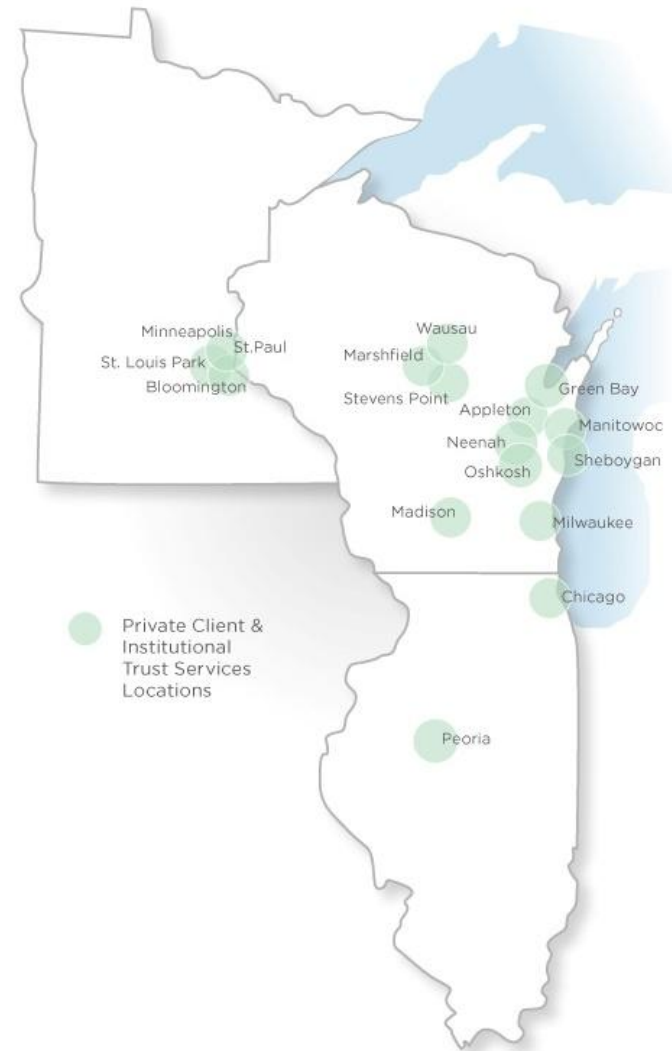 Minneapolis
St.Paul
St. Louis Park
Bloomington
Wausau
Marshfield
Stevens Point
Green Bay
Appleton
Manitowoc
Neenah
Sheboygan
Oshkosh
Madison
Milwaukee
Chicago
Private Client &
Institutional
Trust Services
Locations
Peoria